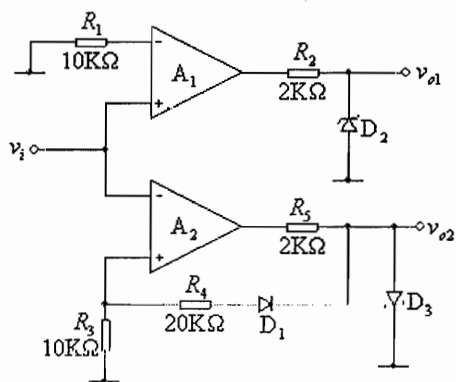 R₁
10KΩ
−
A₁
+
R₂
2KΩ
vₒ₁
D₂
vᵢ
−
A₂
+
R₅
2KΩ
vₒ₂
R₄
20KΩ
D₁
D₃
R₃
10KΩ